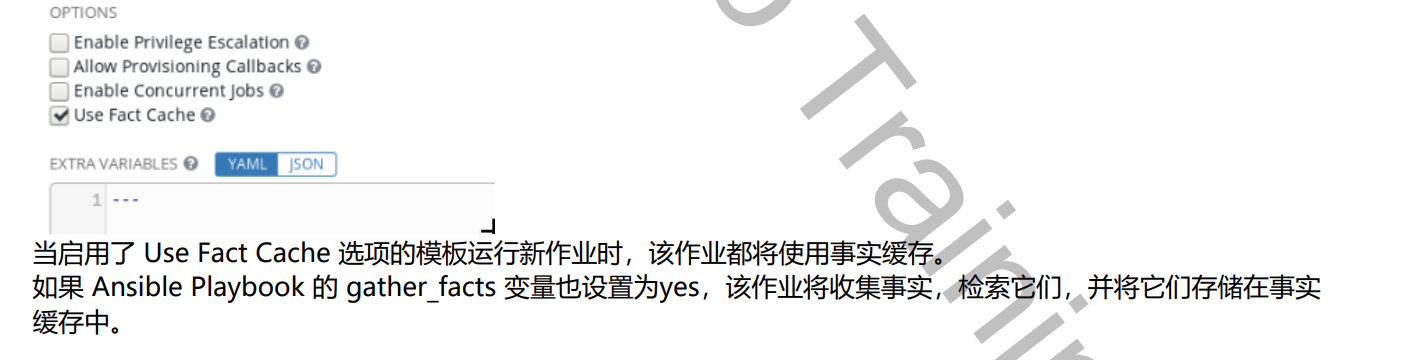 OPTIONS
Enable Privilege Escalation
Allow Provisioning Callbacks
Enable Concurrent Jobs
Use Fact Cache
EXTRA VARIABLES YAML JSON
1 ---
当启用了 Use Fact Cache 选项的模板运行新作业时，该作业都将使用事实缓存。
如果 Ansible Playbook 的 gather_facts 变量也设置为yes，该作业将收集事实，检索它们，并将它们存储在事实
缓存中。